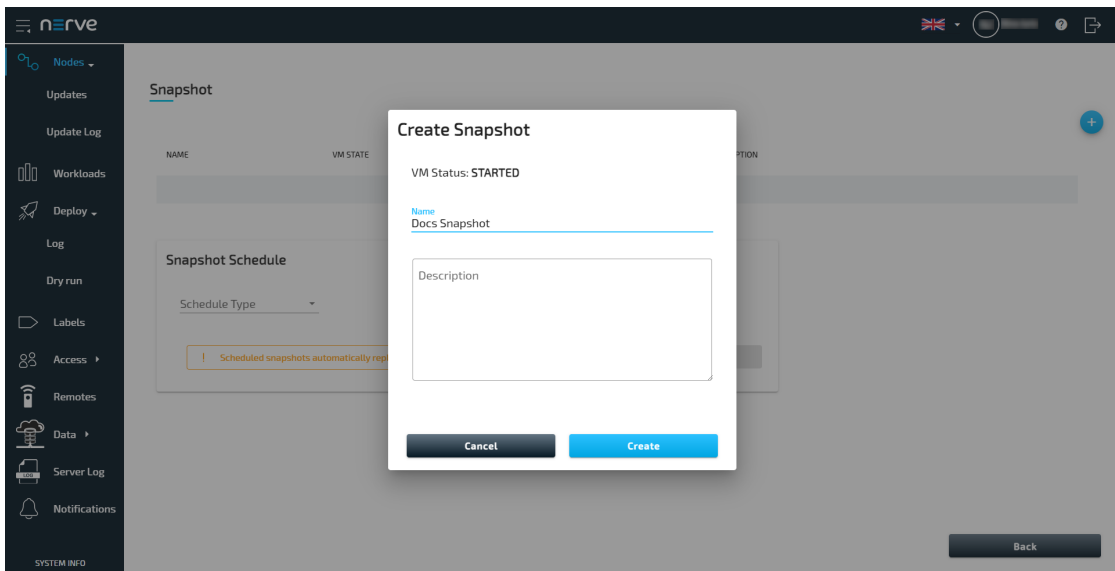 nerve
Nodes
Updates
Update Log
Workloads
Deploy
Log
Dry run
Labels
Access
Remotes
Data
LOG
Server Log
Notifications
SYSTEM INFO
Snapshot
NAME VM STATE PTION
Snapshot Schedule
Schedule Type
! Scheduled snapshots automatically repl
Create Snapshot
VM Status: STARTED
Name
Docs Snapshot
Description
Cancel Create
Back